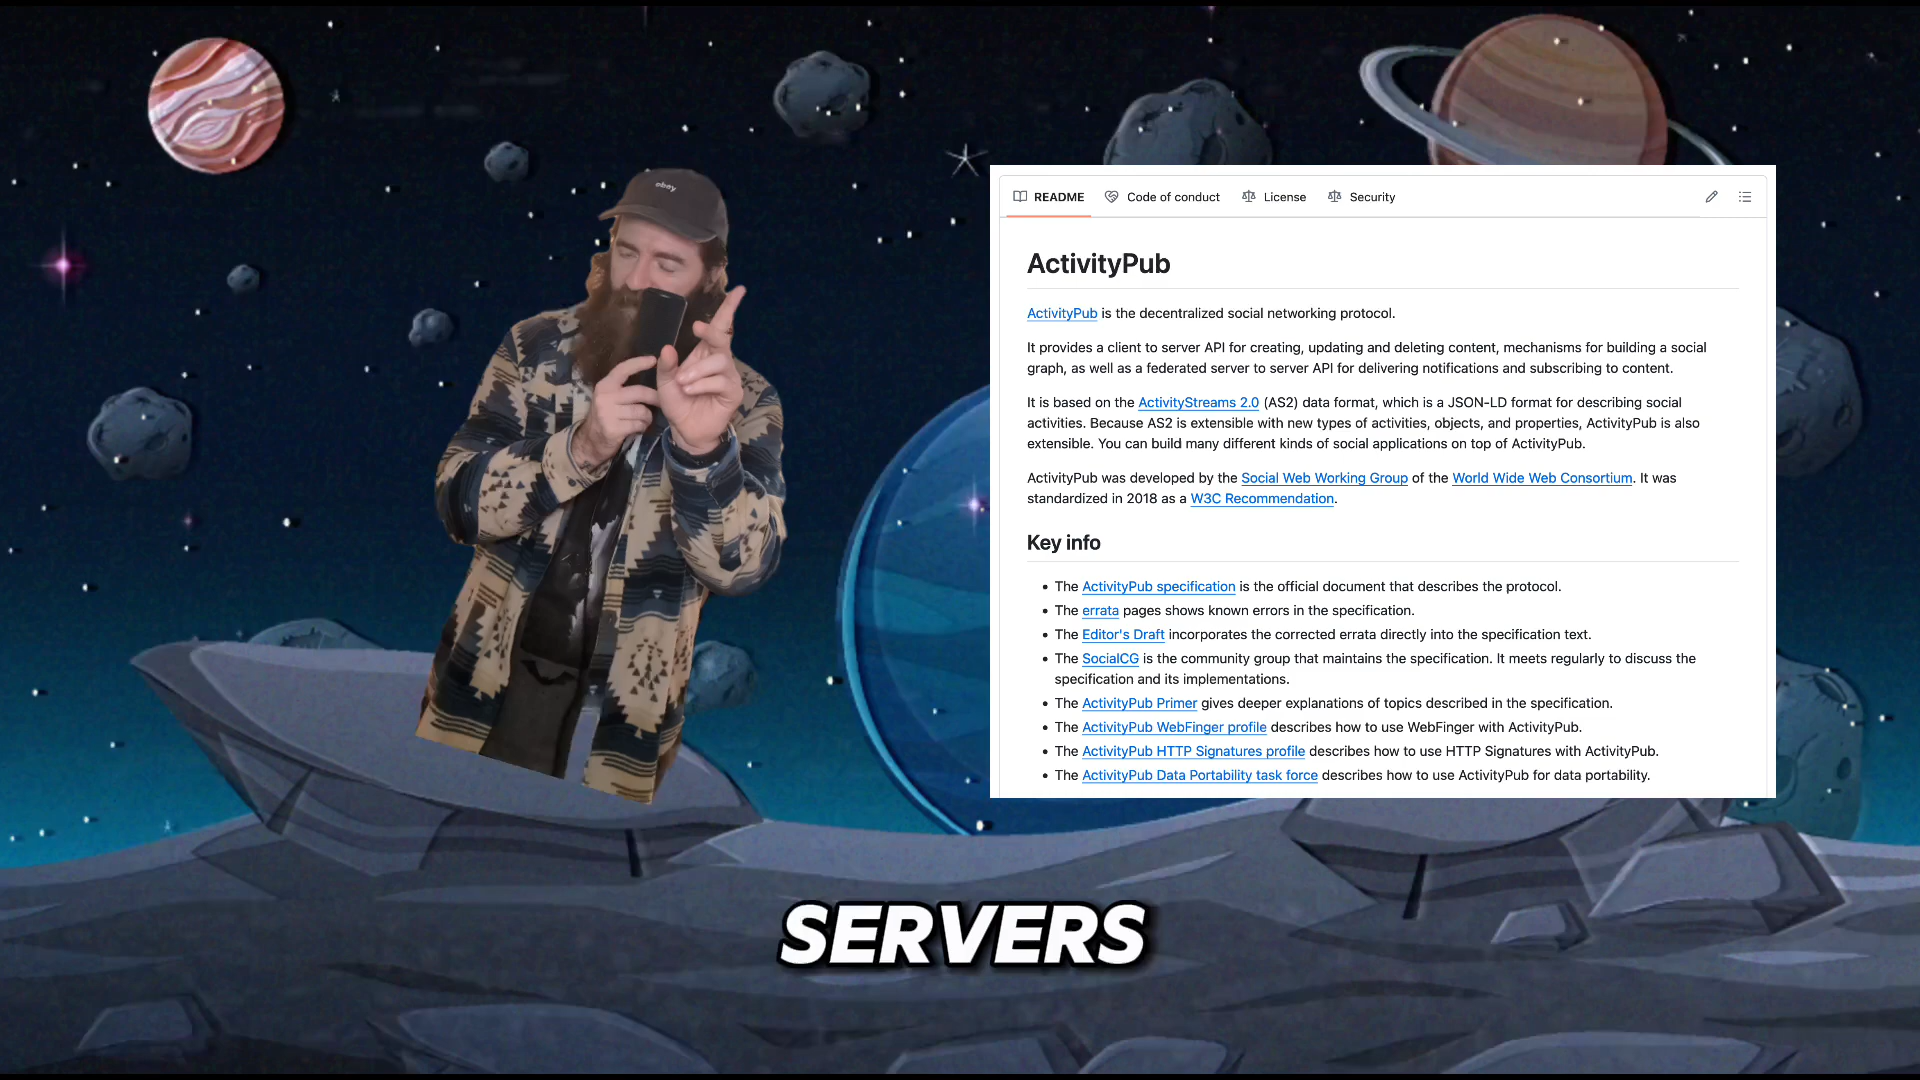 obey
README
Code of conduct
License
Security
ActivityPub
ActivityPub is the decentralized social networking protocol.
It provides a client to server API for creating, updating and deleting content, mechanisms for building a social
graph, as well as a federated server to server API for delivering notifications and subscribing to content.
It is based on the ActivityStreams 2.0 (AS2) data format, which is a JSON-LD format for describing social
activities. Because AS2 is extensible with new types of activities, objects, and properties, ActivityPub is also
extensible. You can build many different kinds of social applications on top of ActivityPub.
ActivityPub was developed by the Social Web Working Group of the World Wide Web Consortium. It was
standardized in 2018 as a W3C Recommendation.
Key info
• The ActivityPub specification is the official document that describes the protocol.
• The errata pages shows known errors in the specification.
• The Editor's Draft incorporates the corrected errata directly into the specification text.
• The SocialCG is the community group that maintains the specification. It meets regularly to discuss the
specification and its implementations.
• The ActivityPub Primer gives deeper explanations of topics described in the specification.
• The ActivityPub WebFinger profile describes how to use WebFinger with ActivityPub.
• The ActivityPub HTTP Signatures profile describes how to use HTTP Signatures with ActivityPub.
• The ActivityPub Data Portability task force describes how to use ActivityPub for data portability.
SERVERS